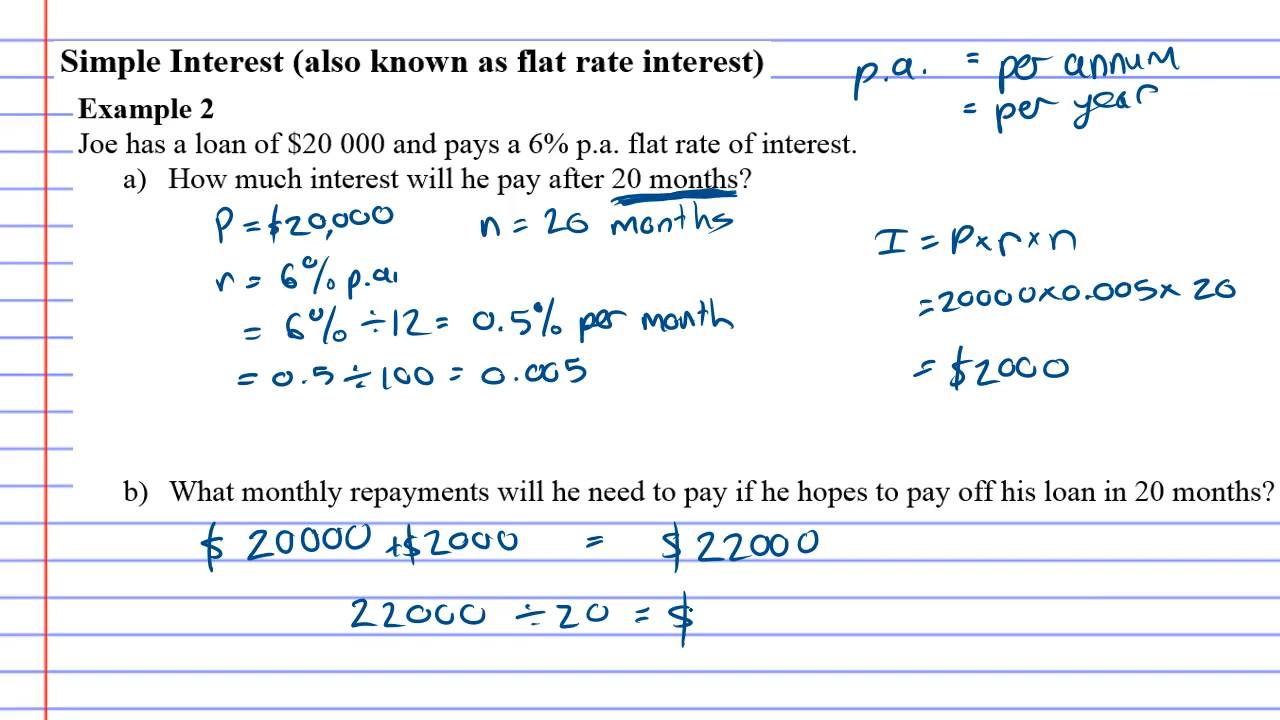 Simple Interest (also known as flat rate interest)
p.a. = per annum
= per year
Example 2
Joe has a loan of $20 000 and pays a 6% p.a. flat rate of interest.
a) How much interest will he pay after 20 months?
P = $20,000 n = 20 months
r = 6% p.a.
= 6% ÷ 12 = 0.5% per month
= 0.5 ÷ 100 = 0.005
I = P × r × n
= 20000 × 0.005 × 20
= $2000
b) What monthly repayments will he need to pay if he hopes to pay off his loan in 20 months?
$ 20000 + $2000 = $22000
22000 ÷ 20 = $